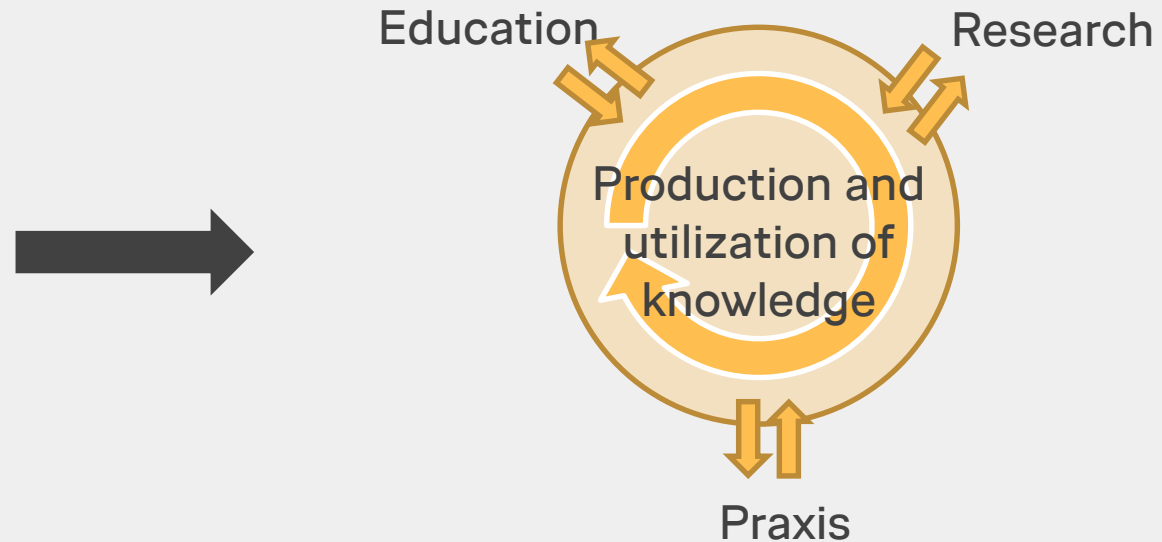 Education
Research
Production and
utilization of
knowledge
Praxis